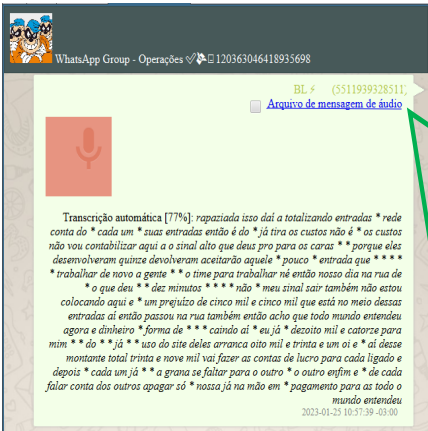 WhatsApp Group - Operações 120363046418935698
BL⚡ (5511939328511)
Arquivo de mensagem de áudio
Transcrição automática [77%]: rapaziada isso daí a totalizando entradas * rede
conta do * cada um * suas entradas então é do * já tira os custos não é * os custos
não vou contabilizar aqui a o sinal alto que deus pro para os caras * * porque eles
desenvolveram quinze devolveram aceitarão aquele * pouco * entrada que * * * *
* trabalhar de novo a gente * * o time para trabalhar né então nosso dia na rua de
* o que deu * * dez minutos * * * * não * meu sinal sair também não estou
colocando aqui e * um prejuízo de cinco mil e cinco mil que está no meio dessas
entradas aí então passou na rua também então acho que todo mundo entendeu
agora e dinheiro * forma de * * * caindo aí * eu já * dezoito mil e catorze para
mim * * do * * já * * uso do site deles arranca oito mil e trinta e um oi e * aí desse
montante total trinta e nove mil vai fazer as contas de lucro para cada ligado e
depois * cada um já * * a grana se faltar para o outro * o outro enfim e * de cada
falar conta dos outros apagar só * nossa já na mão em * pagamento para as todo o
mundo entendeu
2023-01-25 10:57:39 -03:00